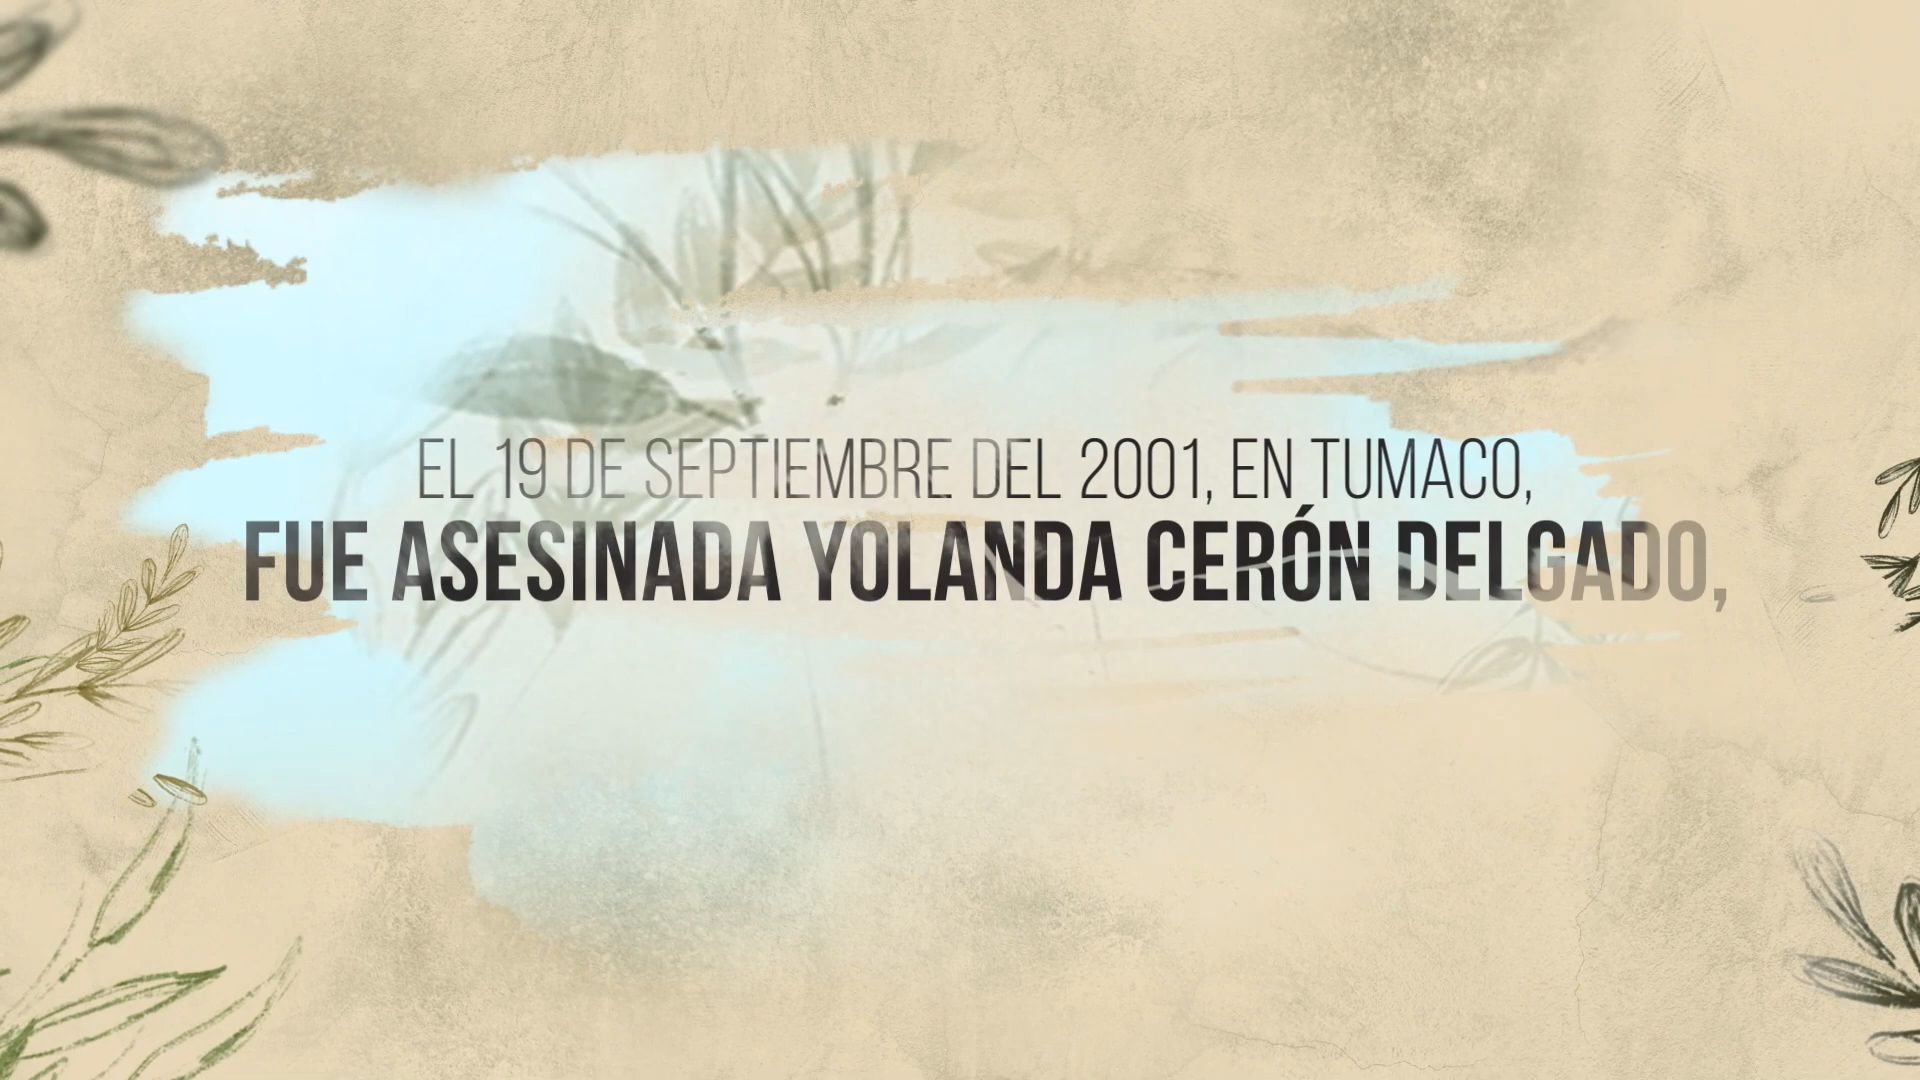 EL 19 DE SEPTIEMBRE DEL 2001, EN TUMACO,
FUE ASESINADA YOLANDA CERÓN DELGADO,